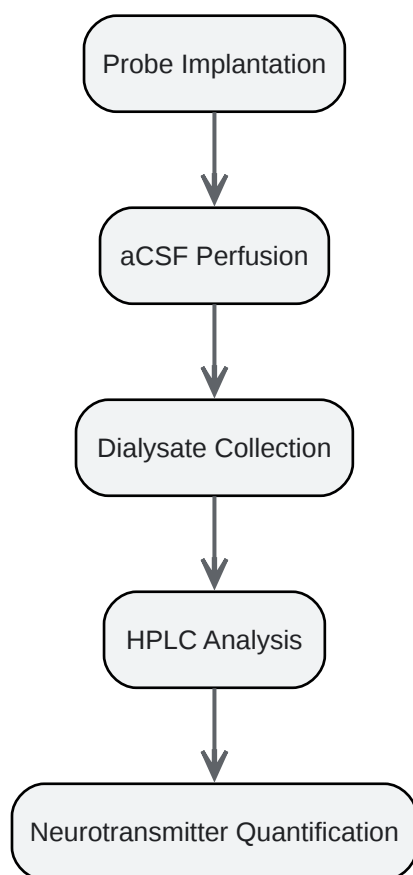 Probe Implantation
aCSF Perfusion
Dialysate Collection
HPLC Analysis
Neurotransmitter Quantification